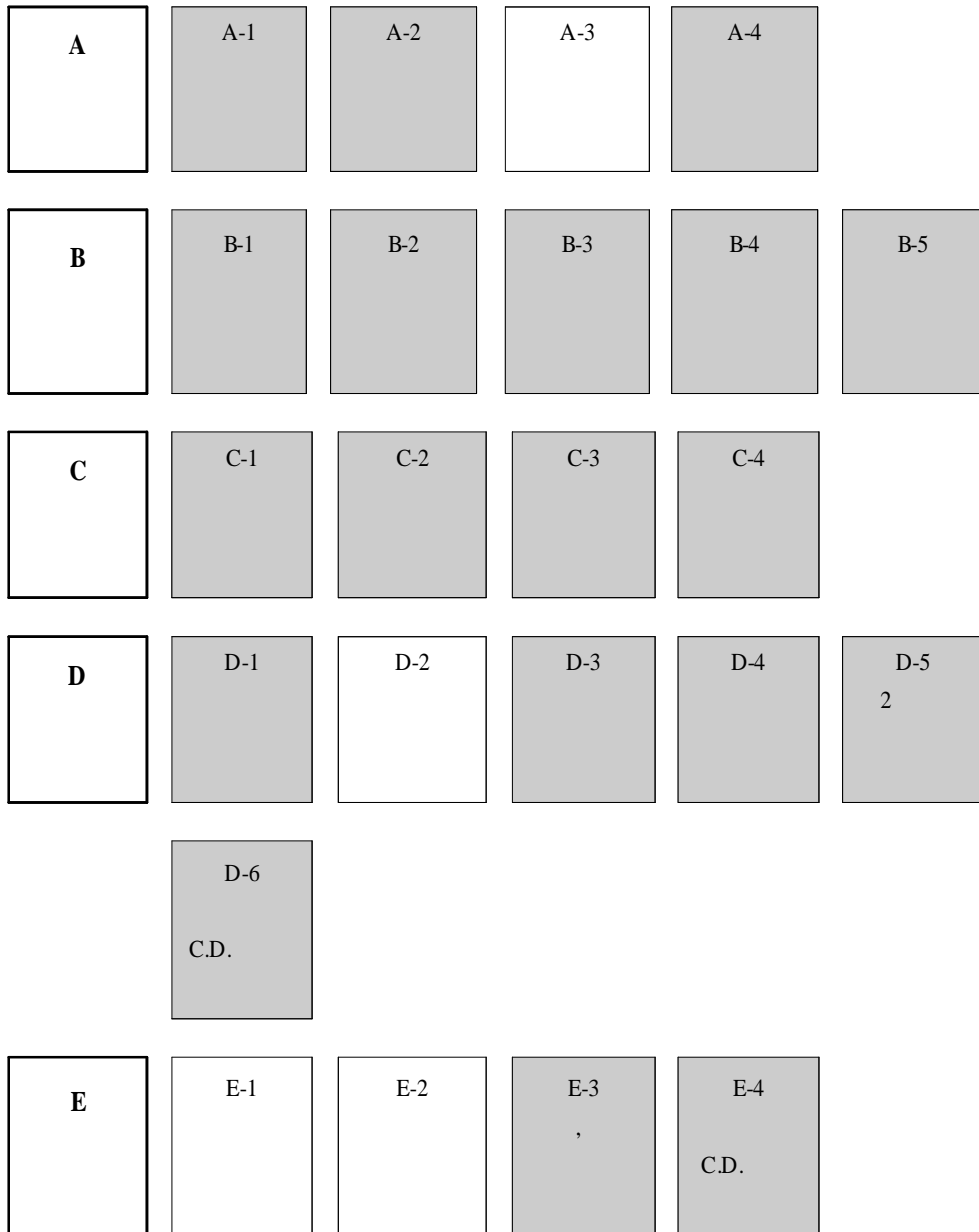 A A-1 A-2 A-3 A-4
B B-1 B-2 B-3 B-4 B-5
C C-1 C-2 C-3 C-4
D D-1 D-2 D-3 D-4 D-5
2
D-6
C.D.
E E-1 E-2 E-3 E-4
,
C.D.